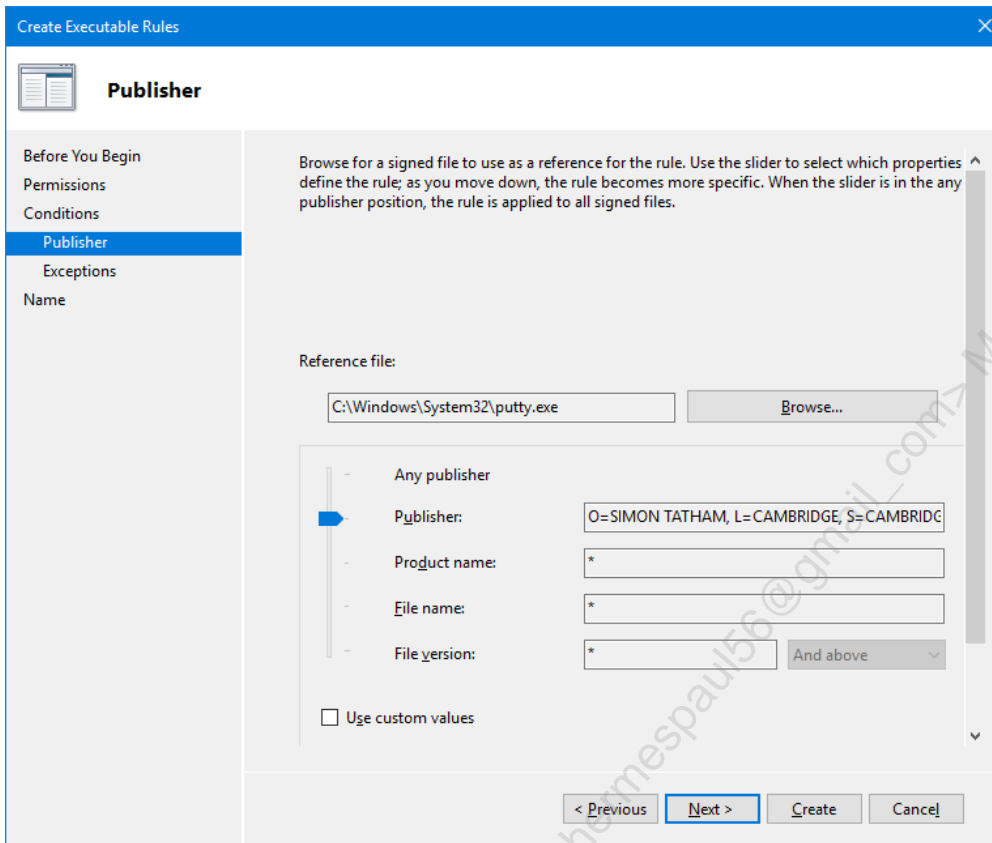 Create Executable Rules
Publisher
Before You Begin
Permissions
Conditions
Publisher
Exceptions
Name
Browse for a signed file to use as a reference for the rule. Use the slider to select which properties
define the rule; as you move down, the rule becomes more specific. When the slider is in the any
publisher position, the rule is applied to all signed files.
Reference file:
C:\Windows\System32\putty.exe
Browse...
Any publisher
Publisher:
O=SIMON TATHAM, L=CAMBRIDGE, S=CAMBRIDG
Product name:
*
File name:
*
File version:
*
And above
Use custom values
< Previous
Next >
Create
Cancel
hermespaul56@gmail_com> M